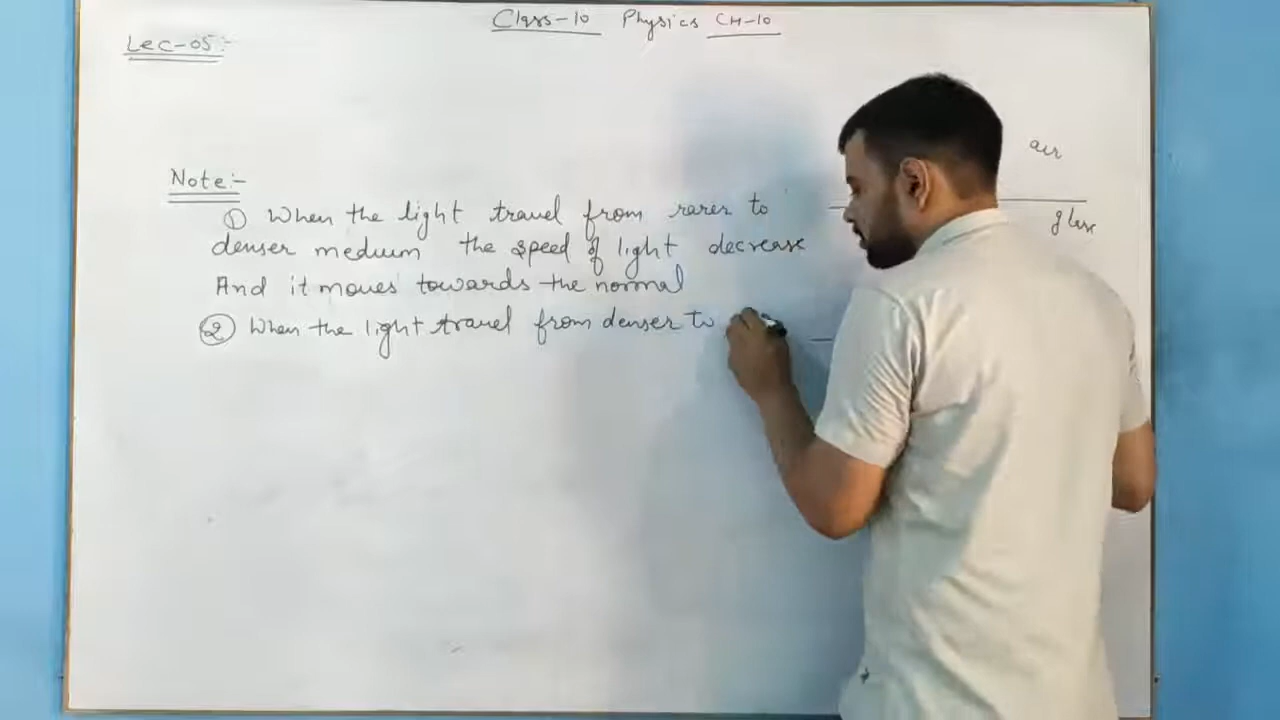 Class-10 Physics CH-10
Lec-05:-
air
glass
Note:-
① When the light travel from rarer to
denser medium the speed of light decrease
And it moves towards the normal
② When the light travel from denser to